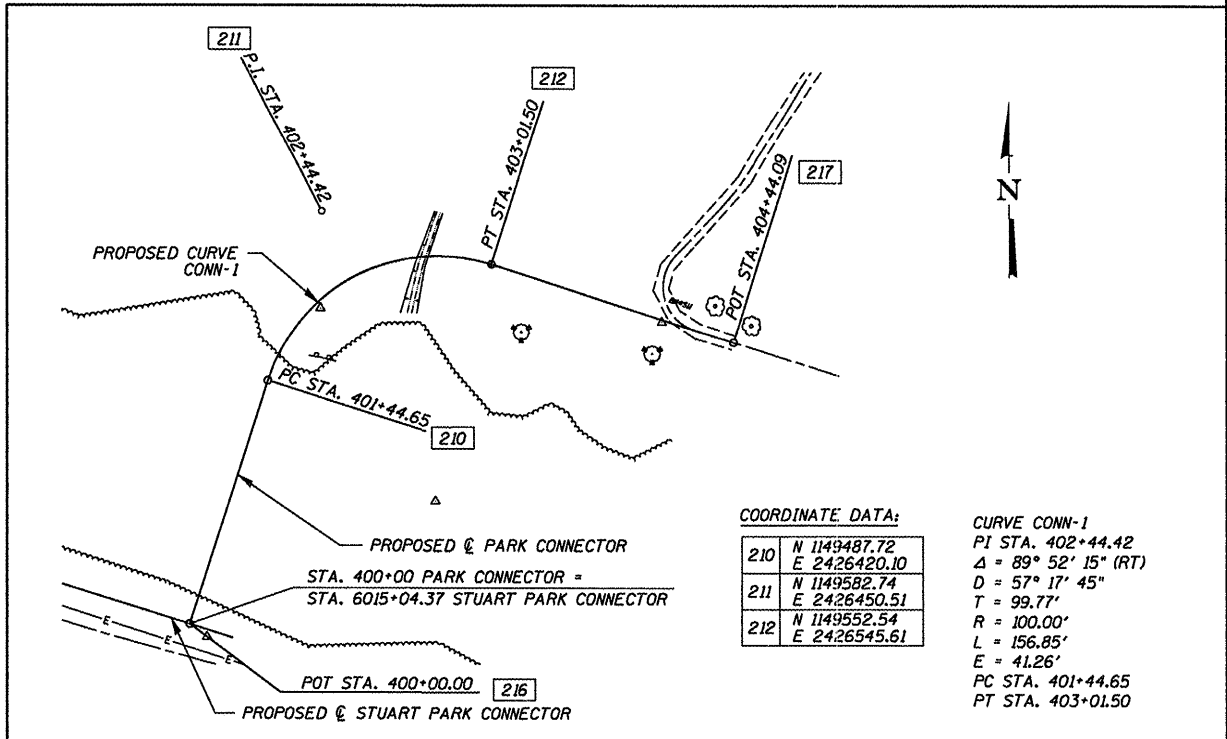 211
P.I. STA. 402+44.42
212
PT STA. 403+01.50
217
POT STA. 404+44.09
N
PROPOSED CURVE
CONN-1
PC STA. 401+44.65
210
PROPOSED ℄ PARK CONNECTOR
STA. 400+00 PARK CONNECTOR =
STA. 6015+04.37 STUART PARK CONNECTOR
E
E
E
POT STA. 400+00.00
216
PROPOSED ℄ STUART PARK CONNECTOR
COORDINATE DATA:
210
N 1149487.72
E 2426420.10
211
N 1149582.74
E 2426450.51
212
N 1149552.54
E 2426545.61
CURVE CONN-1
PI STA. 402+44.42
Δ = 89° 52' 15" (RT)
D = 57° 17' 45"
T = 99.77'
R = 100.00'
L = 156.85'
E = 41.26'
PC STA. 401+44.65
PT STA. 403+01.50